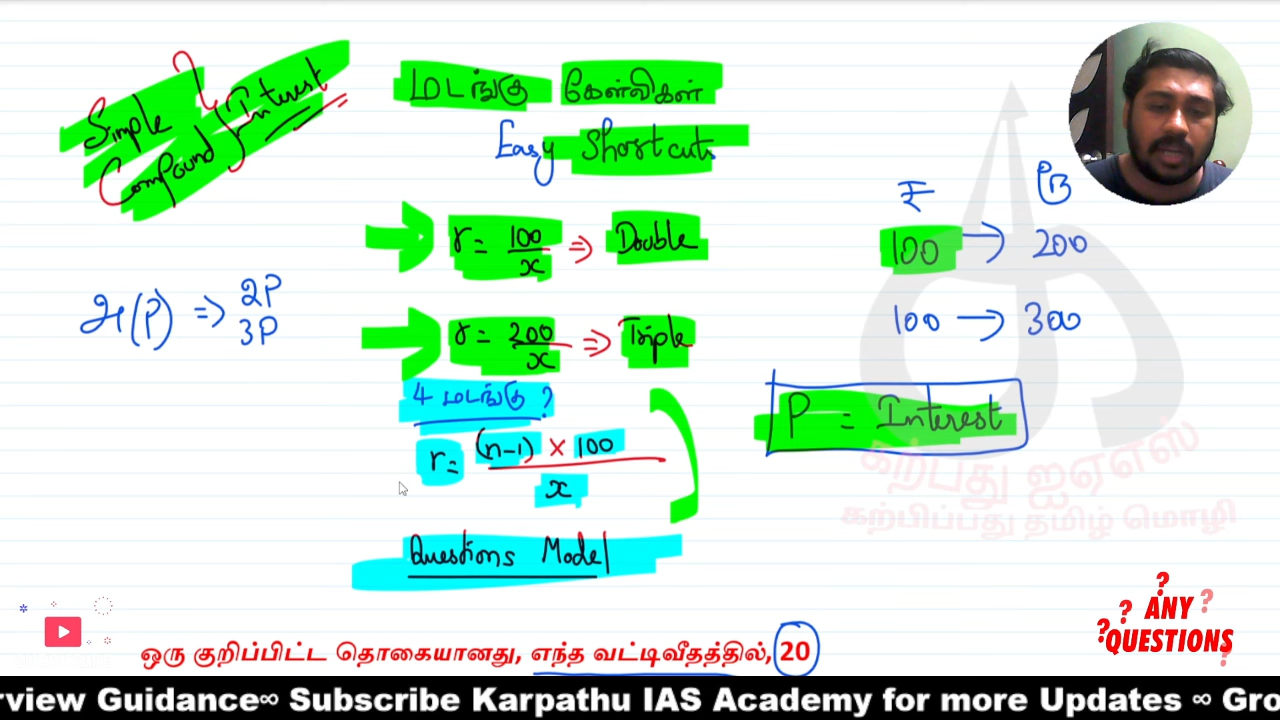 Simple
Compound Interest
மடங்கு கேள்விகள்
Easy Shortcuts
r = 100/x ⇒ Double
r = 200/x ⇒ Triple
அ(P) ⇒ 2P
3P
4 மடங்கு?
r = (n-1) × 100
x
Questions Model
₹ ரூ
100 → 200
100 → 300
P = Interest
கற்பது ஐஏஎஸ்
கற்பிப்பது தமிழ் மொழி
? ANY ?
? QUESTIONS
ஒரு குறிப்பிட்ட தொகையானது, எந்த வட்டிவீதத்தில், 20
rview Guidance∞ Subscribe Karpathu IAS Academy for more Updates ∞ Gro